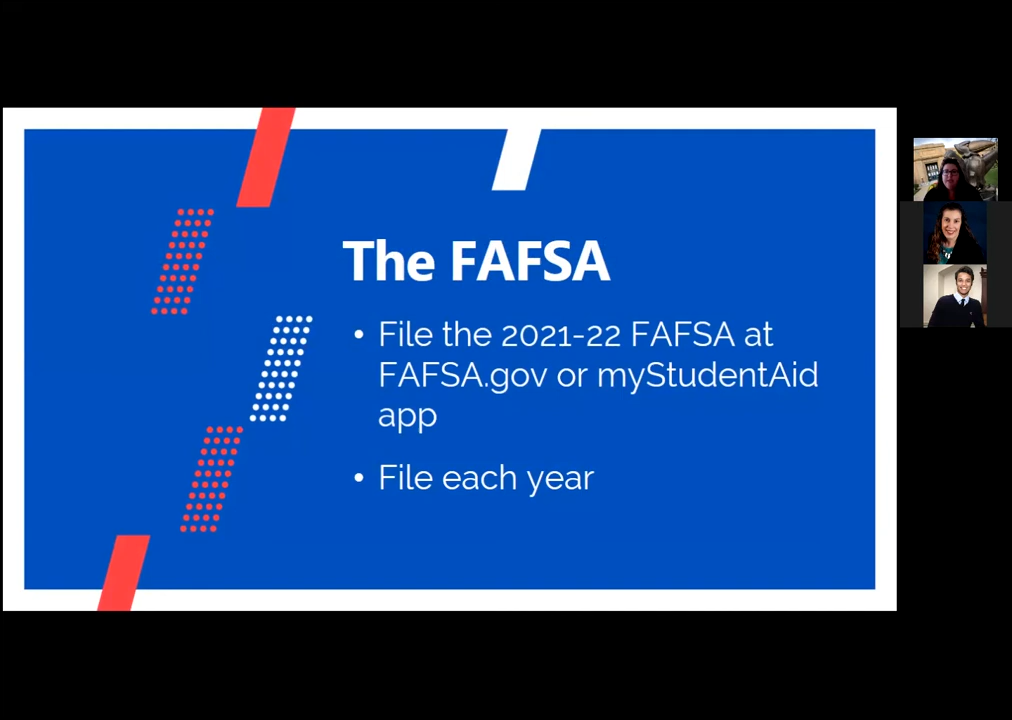 The FAFSA
• File the 2021-22 FAFSA at
FAFSA.gov or myStudentAid
app
• File each year